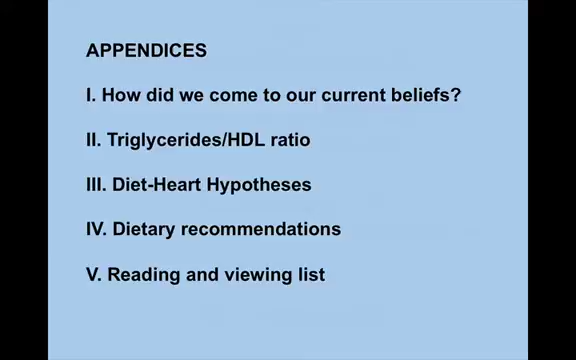 APPENDICES
I. How did we come to our current beliefs?
II. Triglycerides/HDL ratio
III. Diet-Heart Hypotheses
IV. Dietary recommendations
V. Reading and viewing list